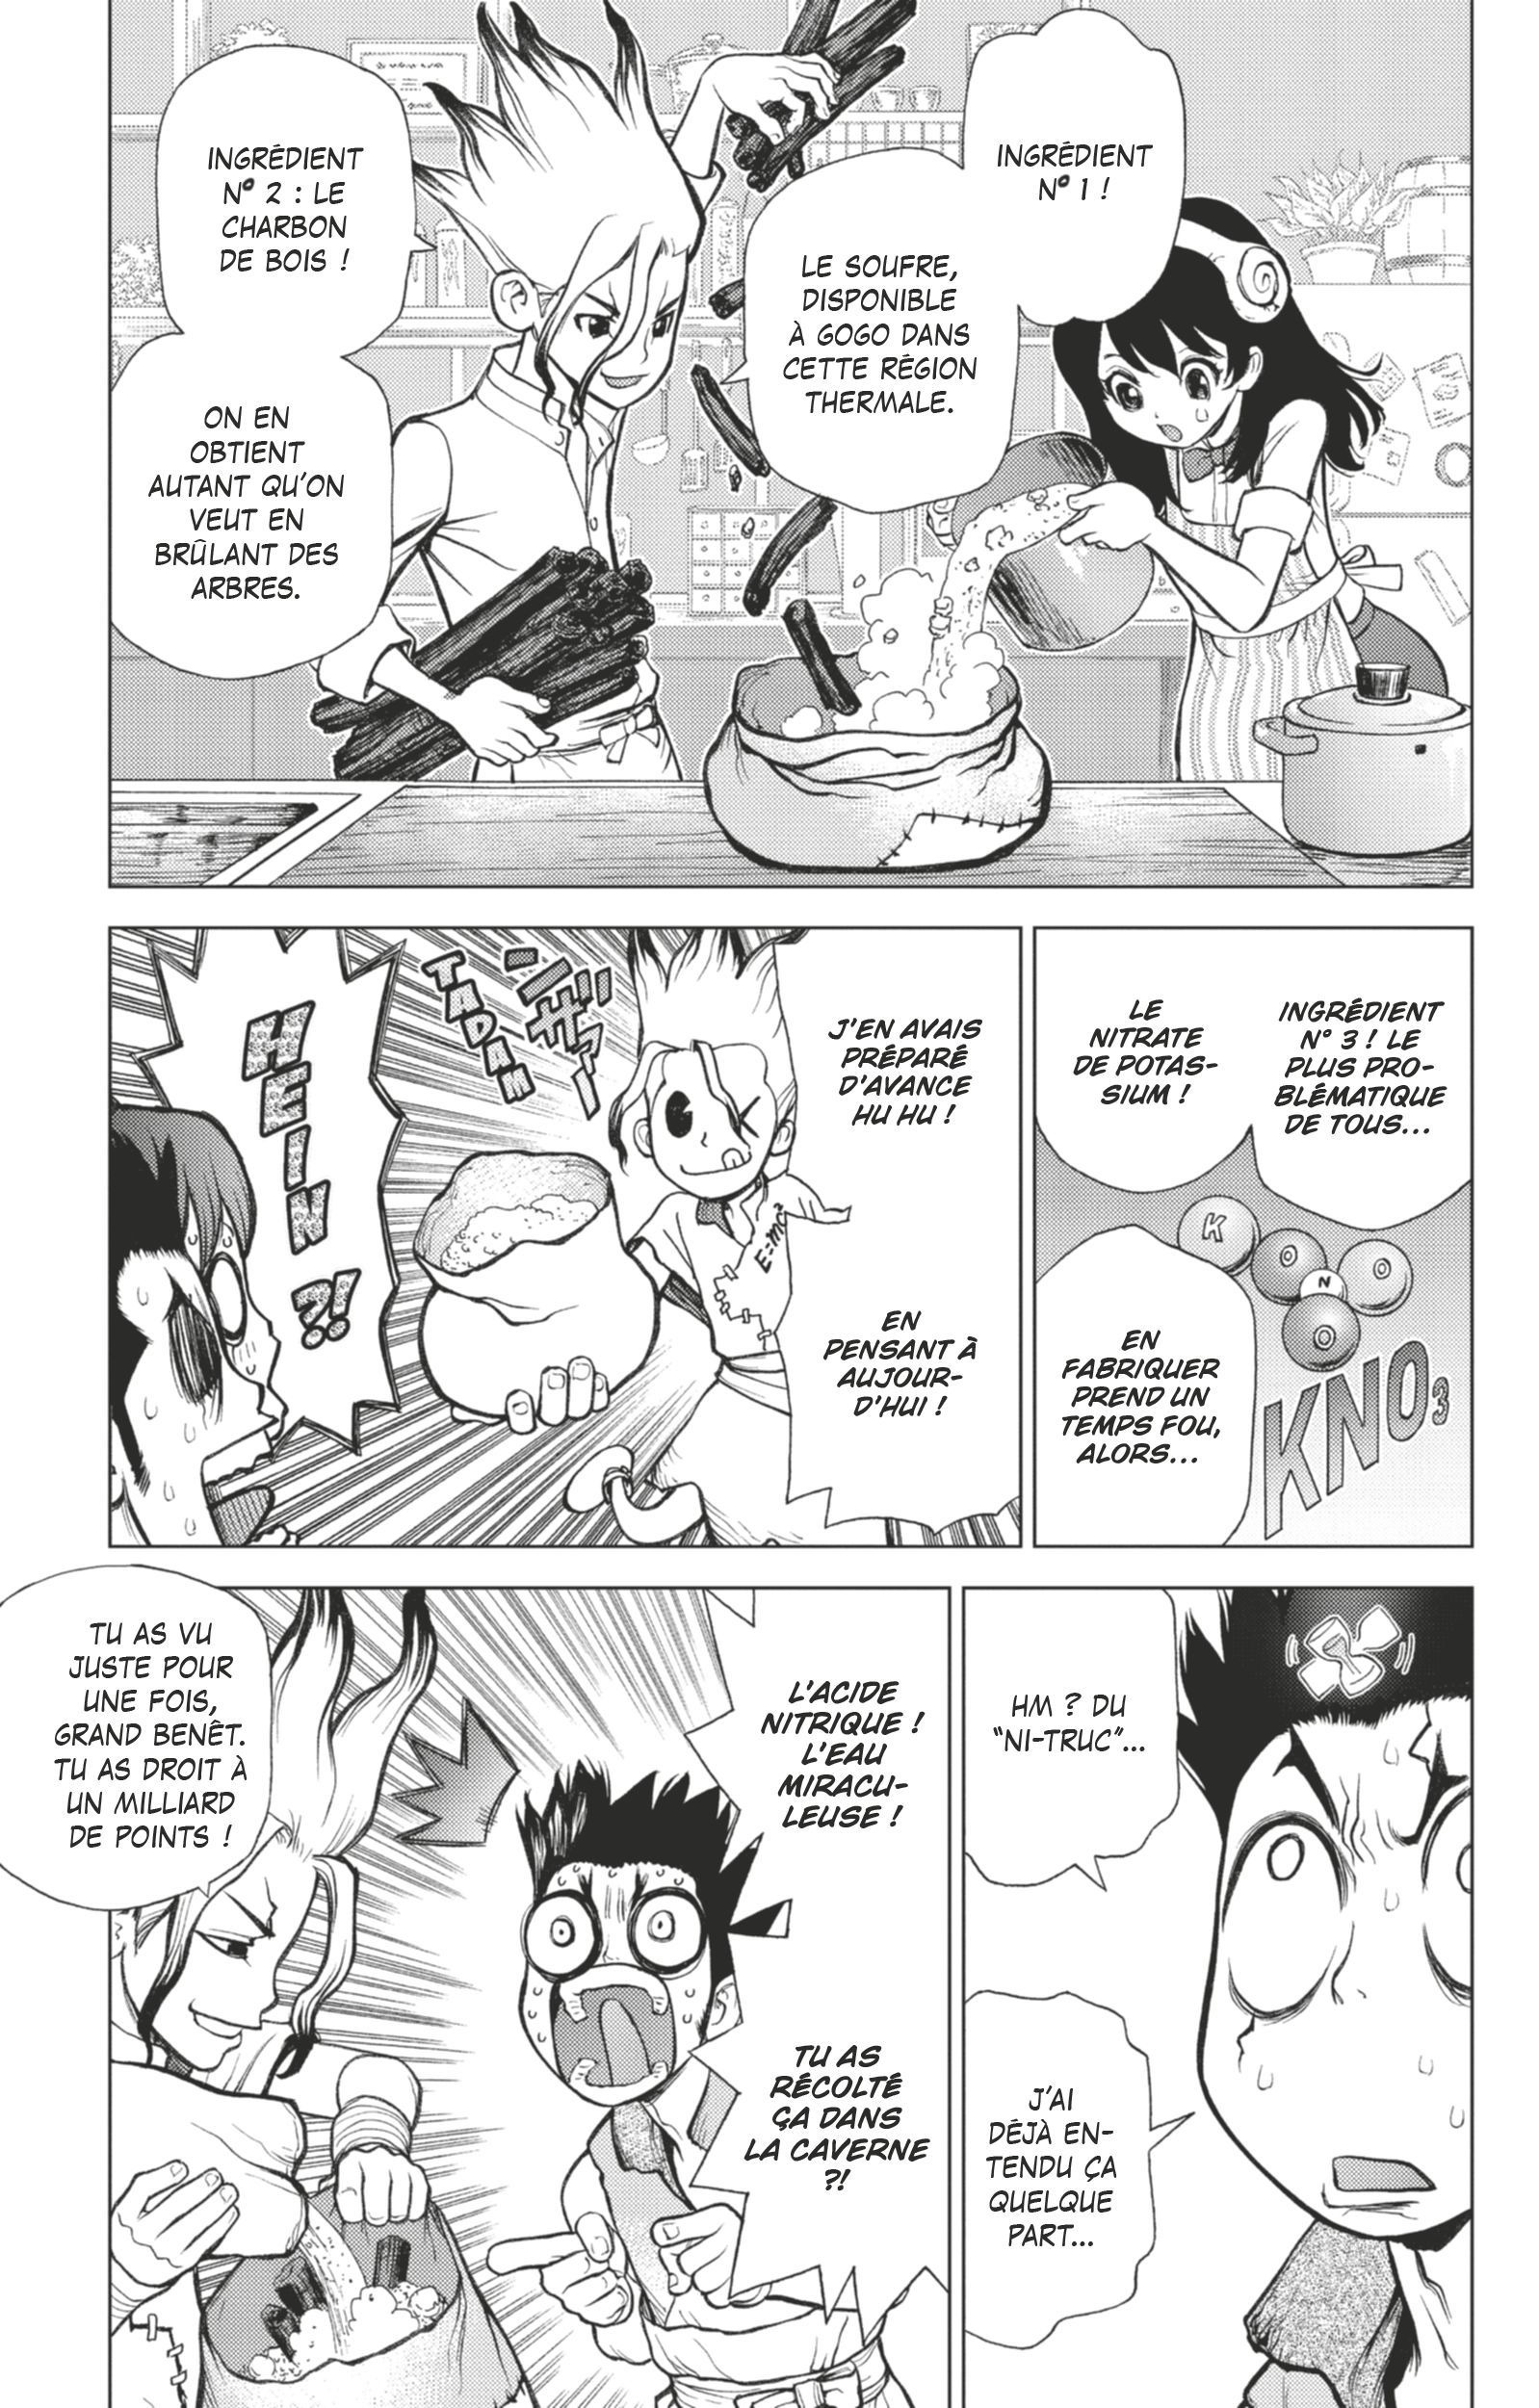 INGRÉDIENT
N° 1 !
LE SOUFRE,
DISPONIBLE
À GOGO DANS
CETTE RÉGION
THERMALE.
INGRÉDIENT
N° 2 : LE
CHARBON
DE BOIS !
ON EN
OBTIENT
AUTANT QU'ON
VEUT EN
BRÛLANT DES
ARBRES.
INGRÉDIENT
N° 3 ! LE
PLUS PRO-
BLÉMATIQUE
DE TOUS...
LE
NITRATE
DE POTAS-
SIUM !
K
O
N
O
O
KNO3
EN
FABRIQUER
PREND UN
TEMPS FOU,
ALORS...
J'EN AVAIS
PRÉPARÉ
D'AVANCE
HU HU !
E=mc²
EN
PENSANT À
AUJOUR-
D'HUI !
TADAM
HEIN
?!
HM ? DU
"NI-TRUC"...
J'AI
DÉJÀ EN-
TENDU ÇA
QUELQUE
PART...
L'ACIDE
NITRIQUE !
L'EAU
MIRACU-
LEUSE !
TU AS
RÉCOLTÉ
ÇA DANS
LA CAVERNE
?!
TU AS VU
JUSTE POUR
UNE FOIS,
GRAND BENÊT.
TU AS DROIT À
UN MILLIARD
DE POINTS !